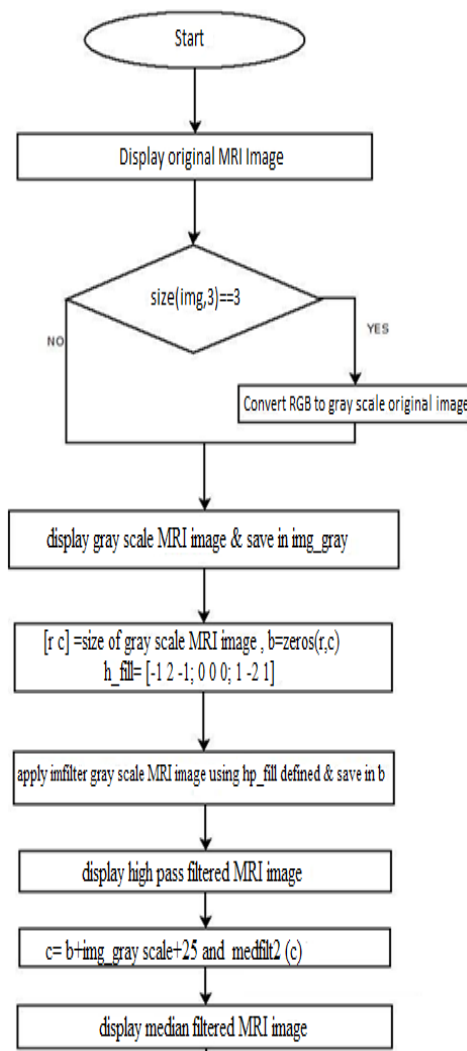 Start
Display original MRI Image
size(img,3)==3
NO
YES
Convert RGB to gray scale original image
display gray scale MRI image & save in img_gray
[r c] =size of gray scale MRI image , b=zeros(r,c)
h_fill= [-1 2 -1; 0 0 0; 1 -2 1]
apply imfilter gray scale MRI image using hp_fill defined & save in b
display high pass filtered MRI image
c= b+img_gray scale+25 and medfilt2 (c)
display median filtered MRI image